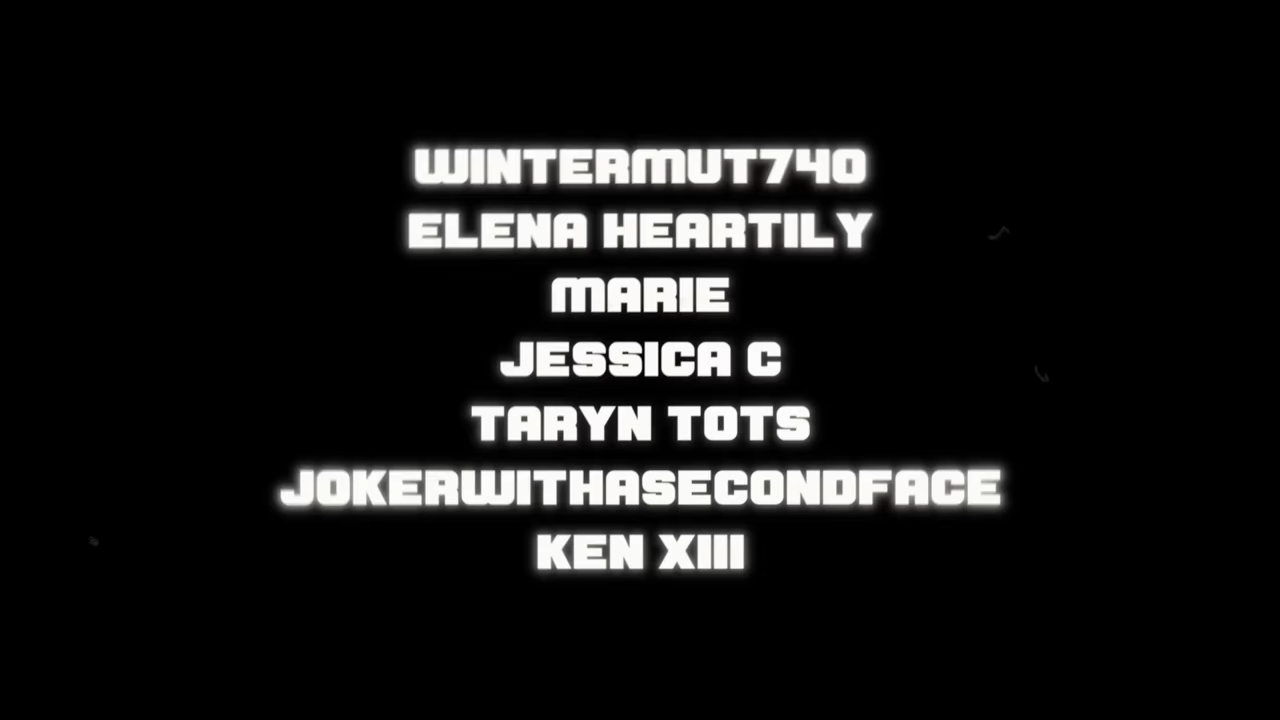 WINTERMUT740
ELENA HEARTILY
MARIE
JESSICA C
TARYN TOTS
JOKERWITHASECONDFACE
KEN XIII